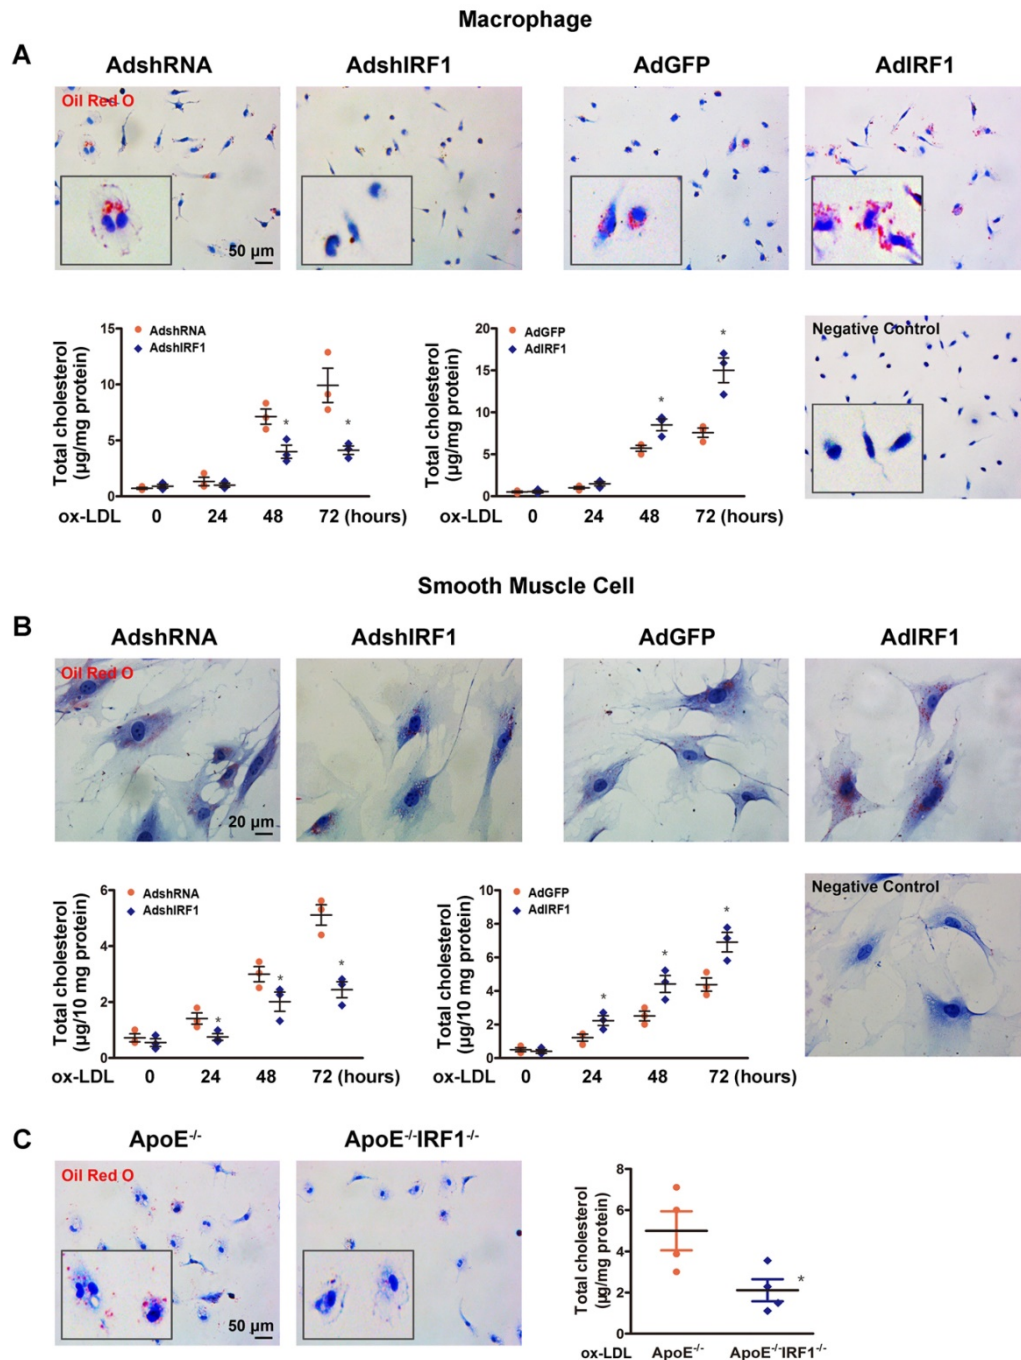 Macrophage
A
AdshRNA
AdshIRF1
AdGFP
AdIRF1
Oil Red O
50 μm
15
10
5
0
Total cholesterol
(μg/mg protein)
AdshRNA
AdshIRF1
*
*
ox-LDL 0 24 48 72 (hours)
20
15
10
5
0
Total cholesterol
(μg/mg protein)
AdGFP
AdIRF1
*
*
ox-LDL 0 24 48 72 (hours)
Negative Control
Smooth Muscle Cell
B
AdshRNA
AdshIRF1
AdGFP
AdIRF1
Oil Red O
20 μm
6
4
2
0
Total cholesterol
(μg/10 mg protein)
AdshRNA
AdshIRF1
*
*
*
ox-LDL 0 24 48 72 (hours)
10
8
6
4
2
0
Total cholesterol
(μg/10 mg protein)
AdGFP
AdIRF1
*
*
*
ox-LDL 0 24 48 72 (hours)
Negative Control
C
ApoE⁻/⁻
ApoE⁻/⁻IRF1⁻/⁻
Oil Red O
50 μm
8
6
4
2
0
Total cholesterol
(μg/mg protein)
*
ox-LDL ApoE⁻/⁻ ApoE⁻/⁻IRF1⁻/⁻